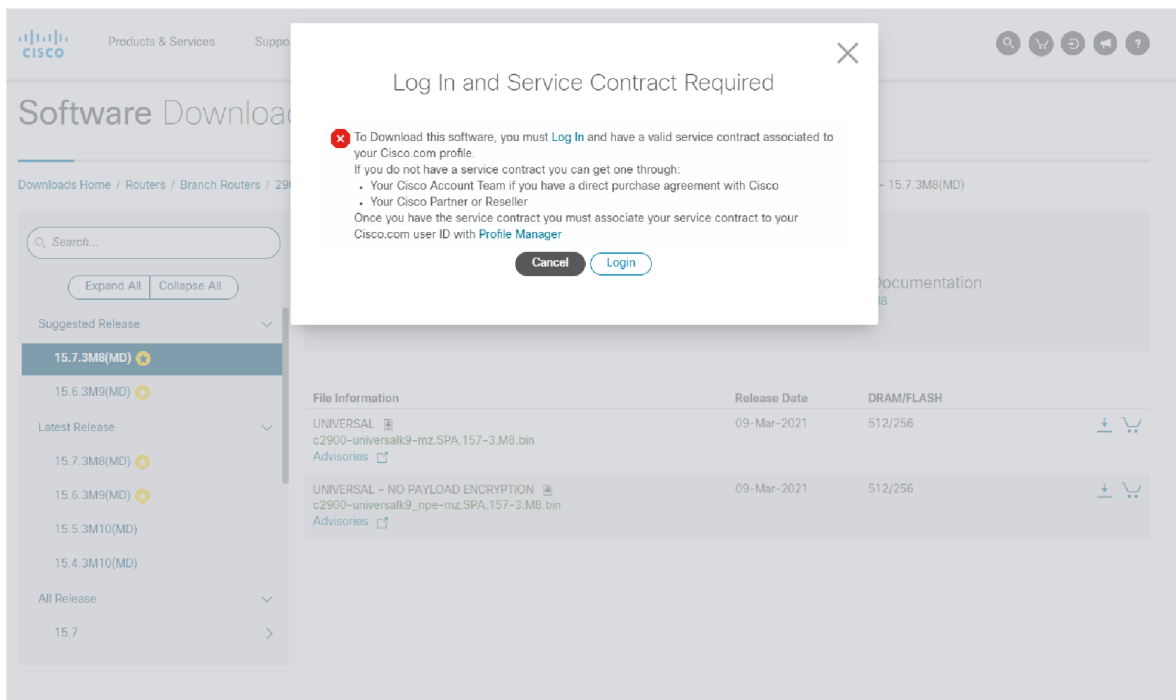 CISCO
Products & Services
Suppo
Log In and Service Contract Required
To Download this software, you must Log In and have a valid service contract associated to
your Cisco.com profile.
If you do not have a service contract you can get one through:
• Your Cisco Account Team if you have a direct purchase agreement with Cisco
• Your Cisco Partner or Reseller
Once you have the service contract you must associate your service contract to your
Cisco.com user ID with Profile Manager
Cancel
Login
Software Downloa
Downloads Home / Routers / Branch Routers / 29
- 15.7.3M8(MD)
Search...
Expand All
Collapse All
Suggested Release
15.7.3M8(MD)
15.6.3M9(MD)
Latest Release
15.7.3M8(MD)
15.6.3M9(MD)
15.5.3M10(MD)
15.4.3M10(MD)
All Release
15.7
Documentation
File Information Release Date DRAM/FLASH
UNIVERSAL 09-Mar-2021 512/256
c2900-universalk9-mz.SPA.157-3.M8.bin
Advisories
UNIVERSAL - NO PAYLOAD ENCRYPTION 09-Mar-2021 512/256
c2900-universalk9_npe-mz.SPA.157-3.M8.bin
Advisories